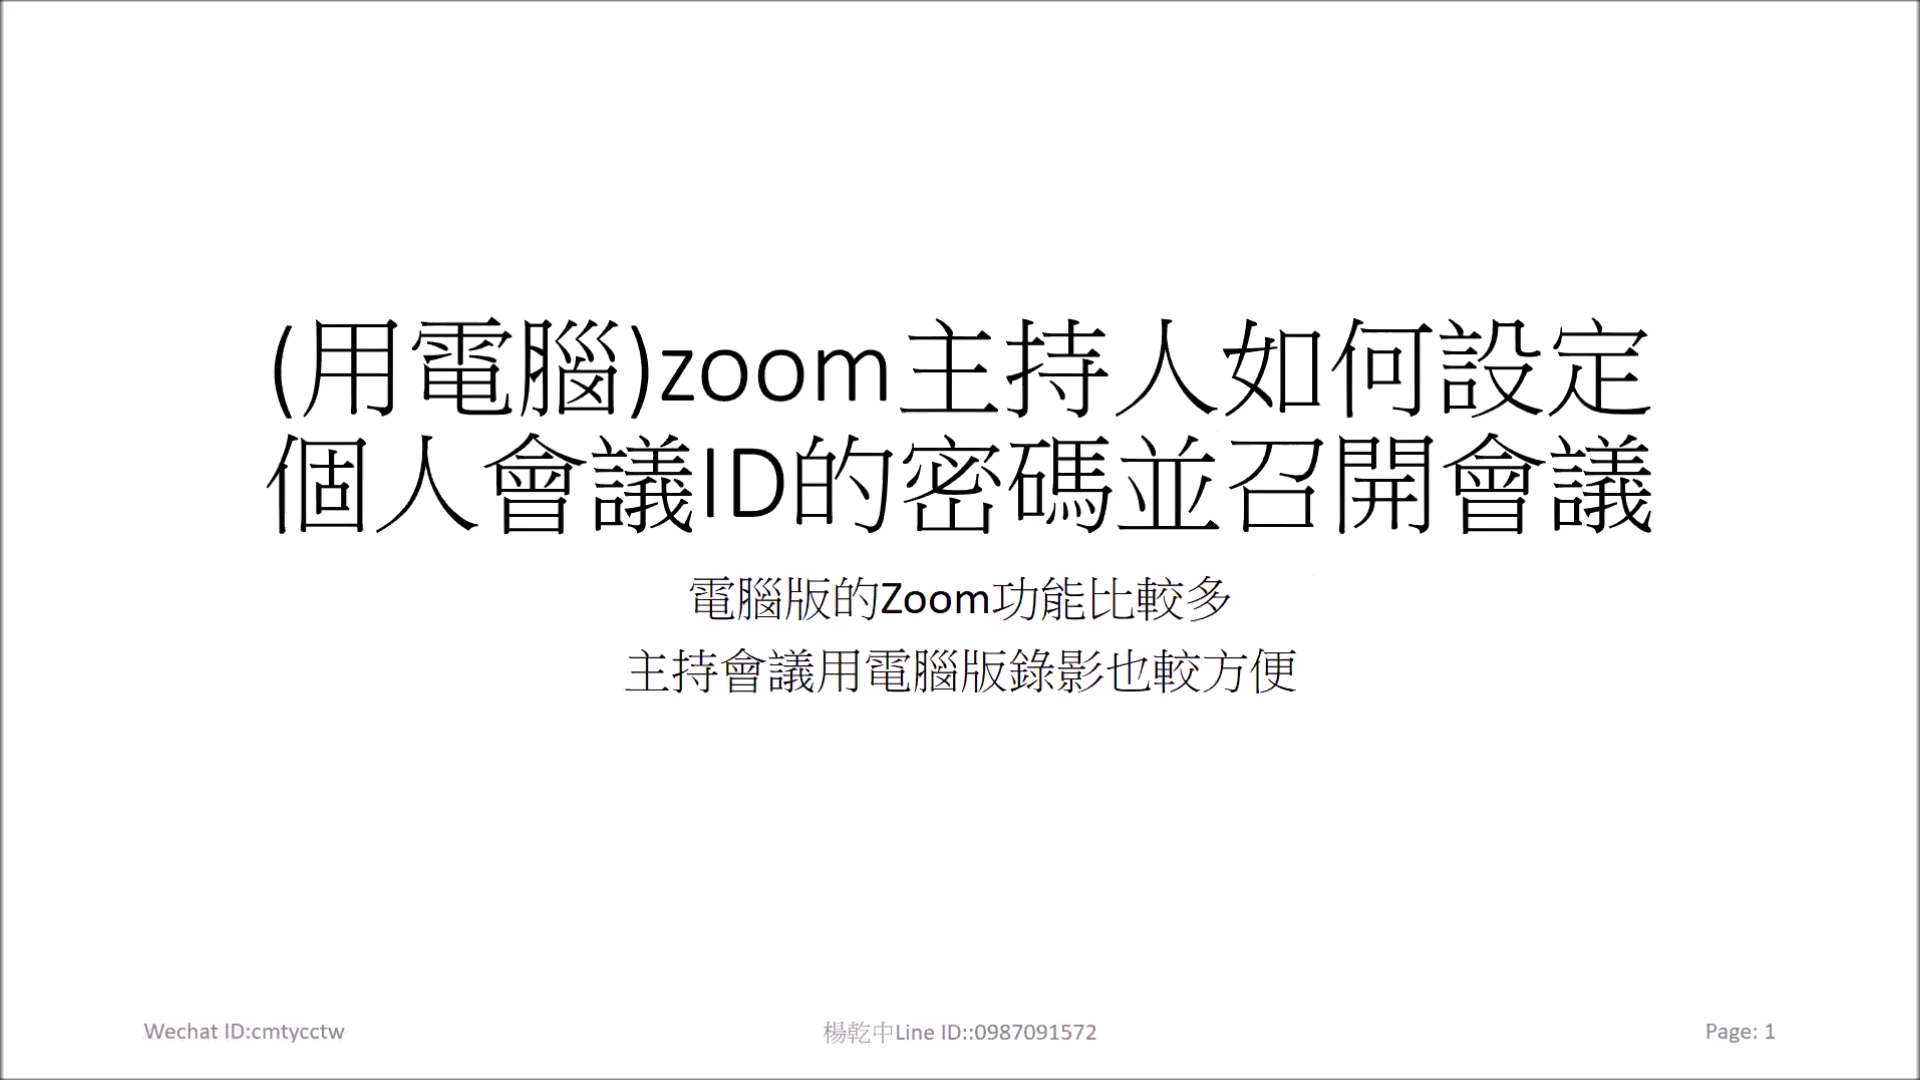 (用電腦)zoom主持人如何設定
個人會議ID的密碼並召開會議
電腦版的Zoom功能比較多
主持會議用電腦版錄影也較方便
Wechat ID:cmtycctw
楊乾中Line ID::0987091572
Page: 1